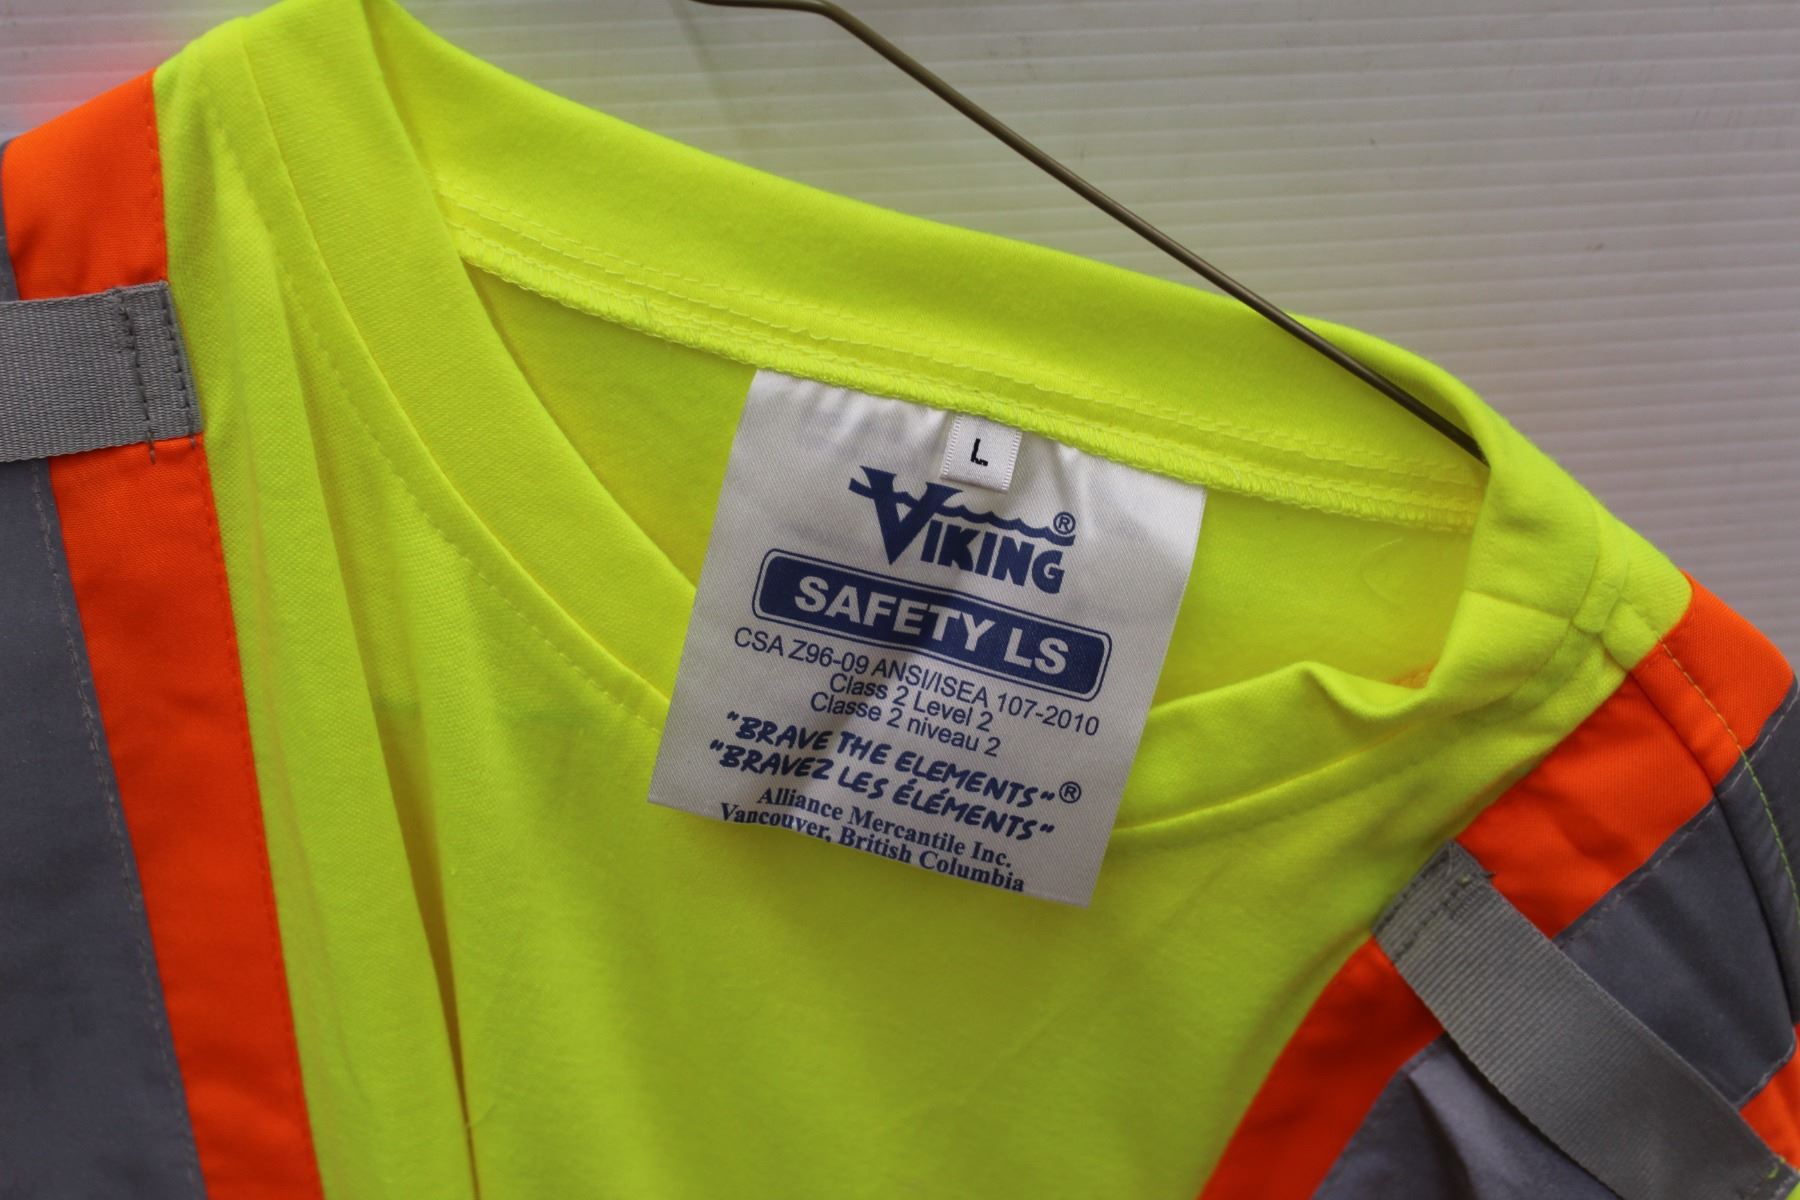 L
VIKING®
SAFETY LS
CSA Z96-09 ANSI/ISEA 107-2010
Class 2 Level 2
Classe 2 niveau 2
"BRAVE THE ELEMENTS"®
"BRAVEZ LES ÉLÉMENTS"
Alliance Mercantile Inc.
Vancouver, British Columbia